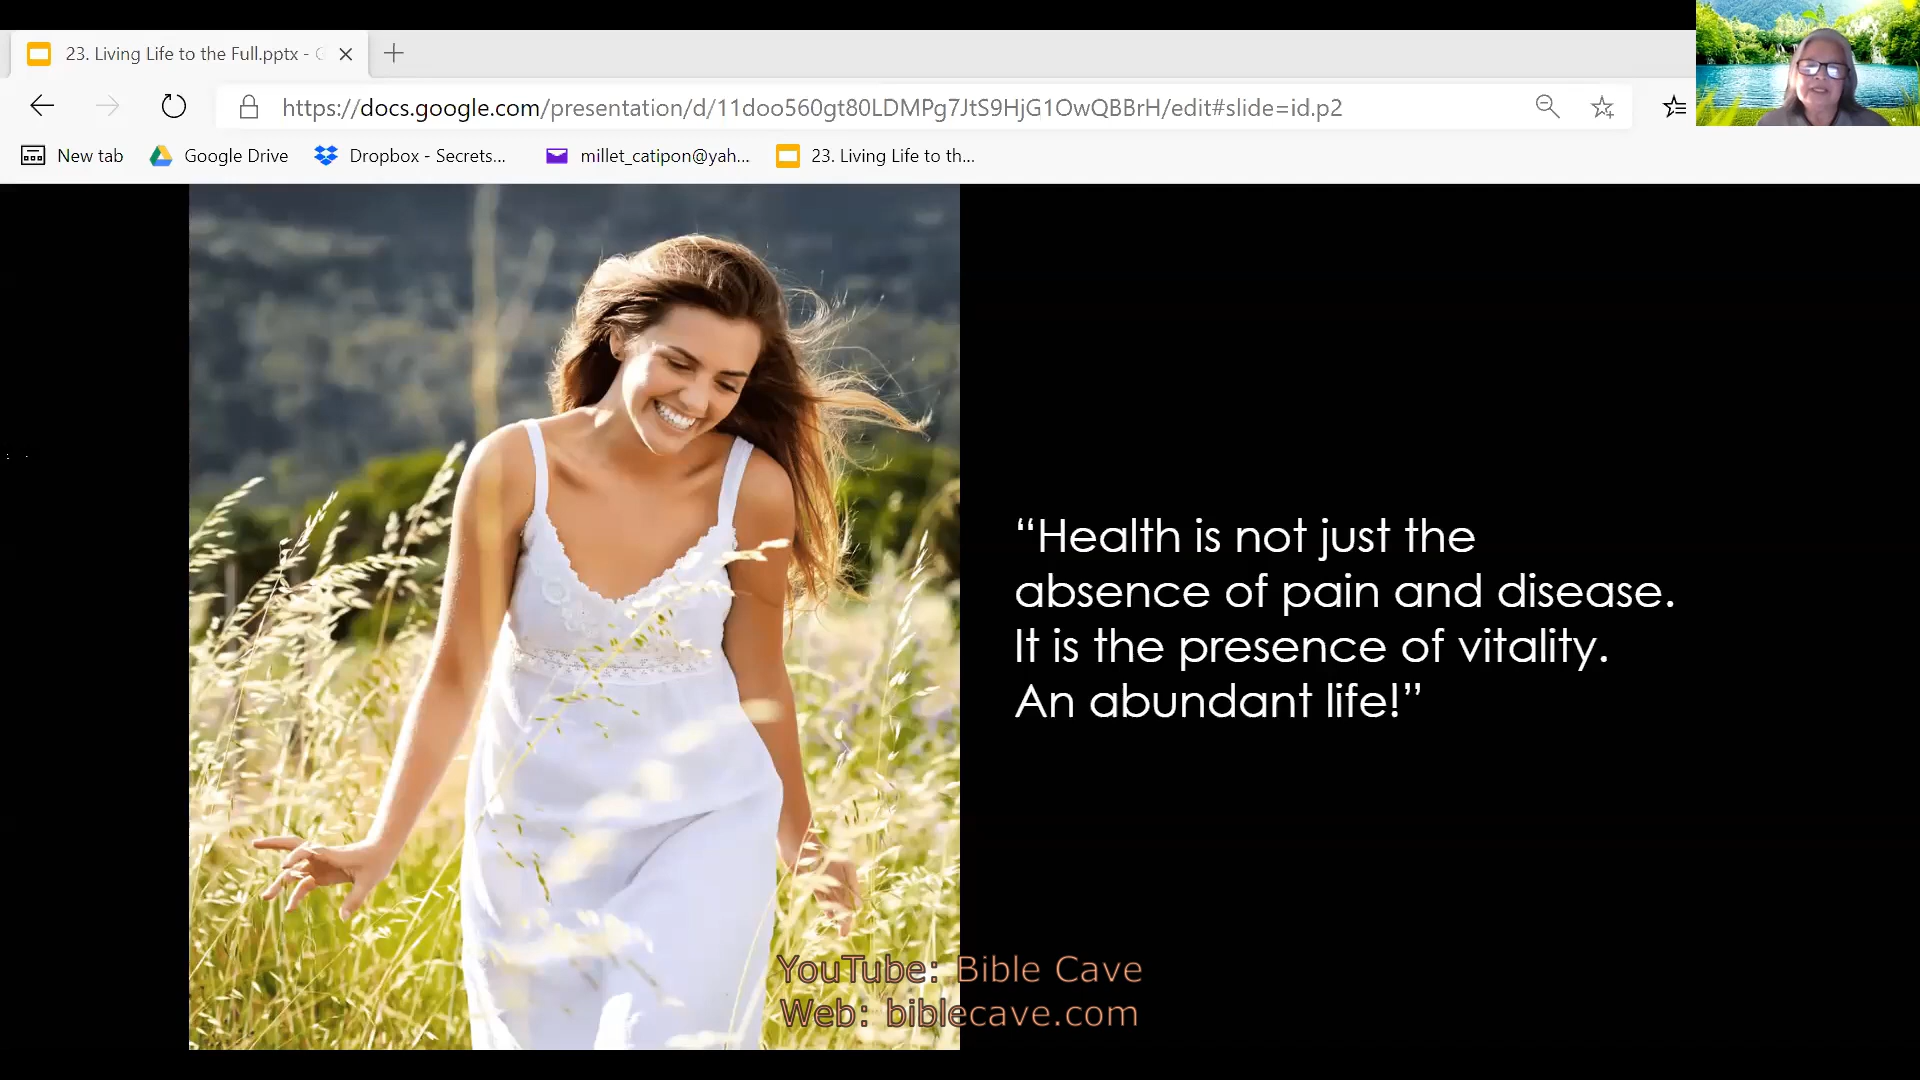 23. Living Life to the Full.pptx -
https://docs.google.com/presentation/d/11doo560gt80LDMPg7JtS9HjG1OwQBBrH/edit#slide=id.p2
New tab
Google Drive
Dropbox - Secrets...
millet_catipon@yah...
23. Living Life to th...
“Health is not just the
absence of pain and disease.
It is the presence of vitality.
An abundant life!”
YouTube: Bible Cave
Web: biblecave.com